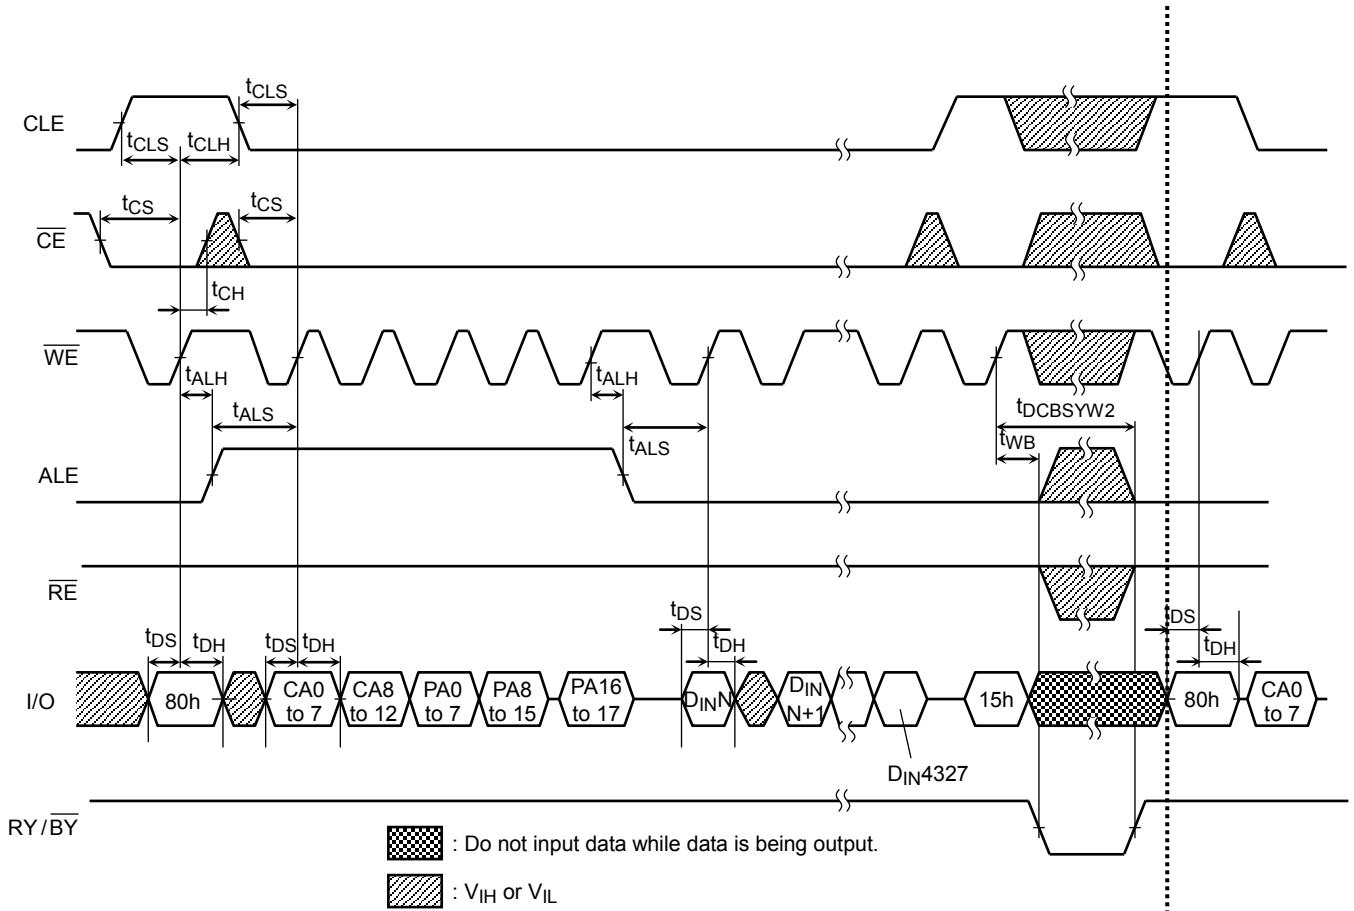 tCLS
CLE
tCLS
tCLH
tCS
tCS
CE
tCH
WE
tALH
tALH
tDCBSYW2
tALS
tALS
tWB
ALE
RE
tDS
tDS
tDH
tDS
tDH
tDH
DS
tDH
I/O
80h
CA0
to 7
CA8
to 12
PA0
to 7
PA8
to 15
PA16
to 17
DINN
DIN
N+1
15h
80h
CA0
to 7
DIN4327
RY/BY
: Do not input data while data is being output.
: VIH or VIL